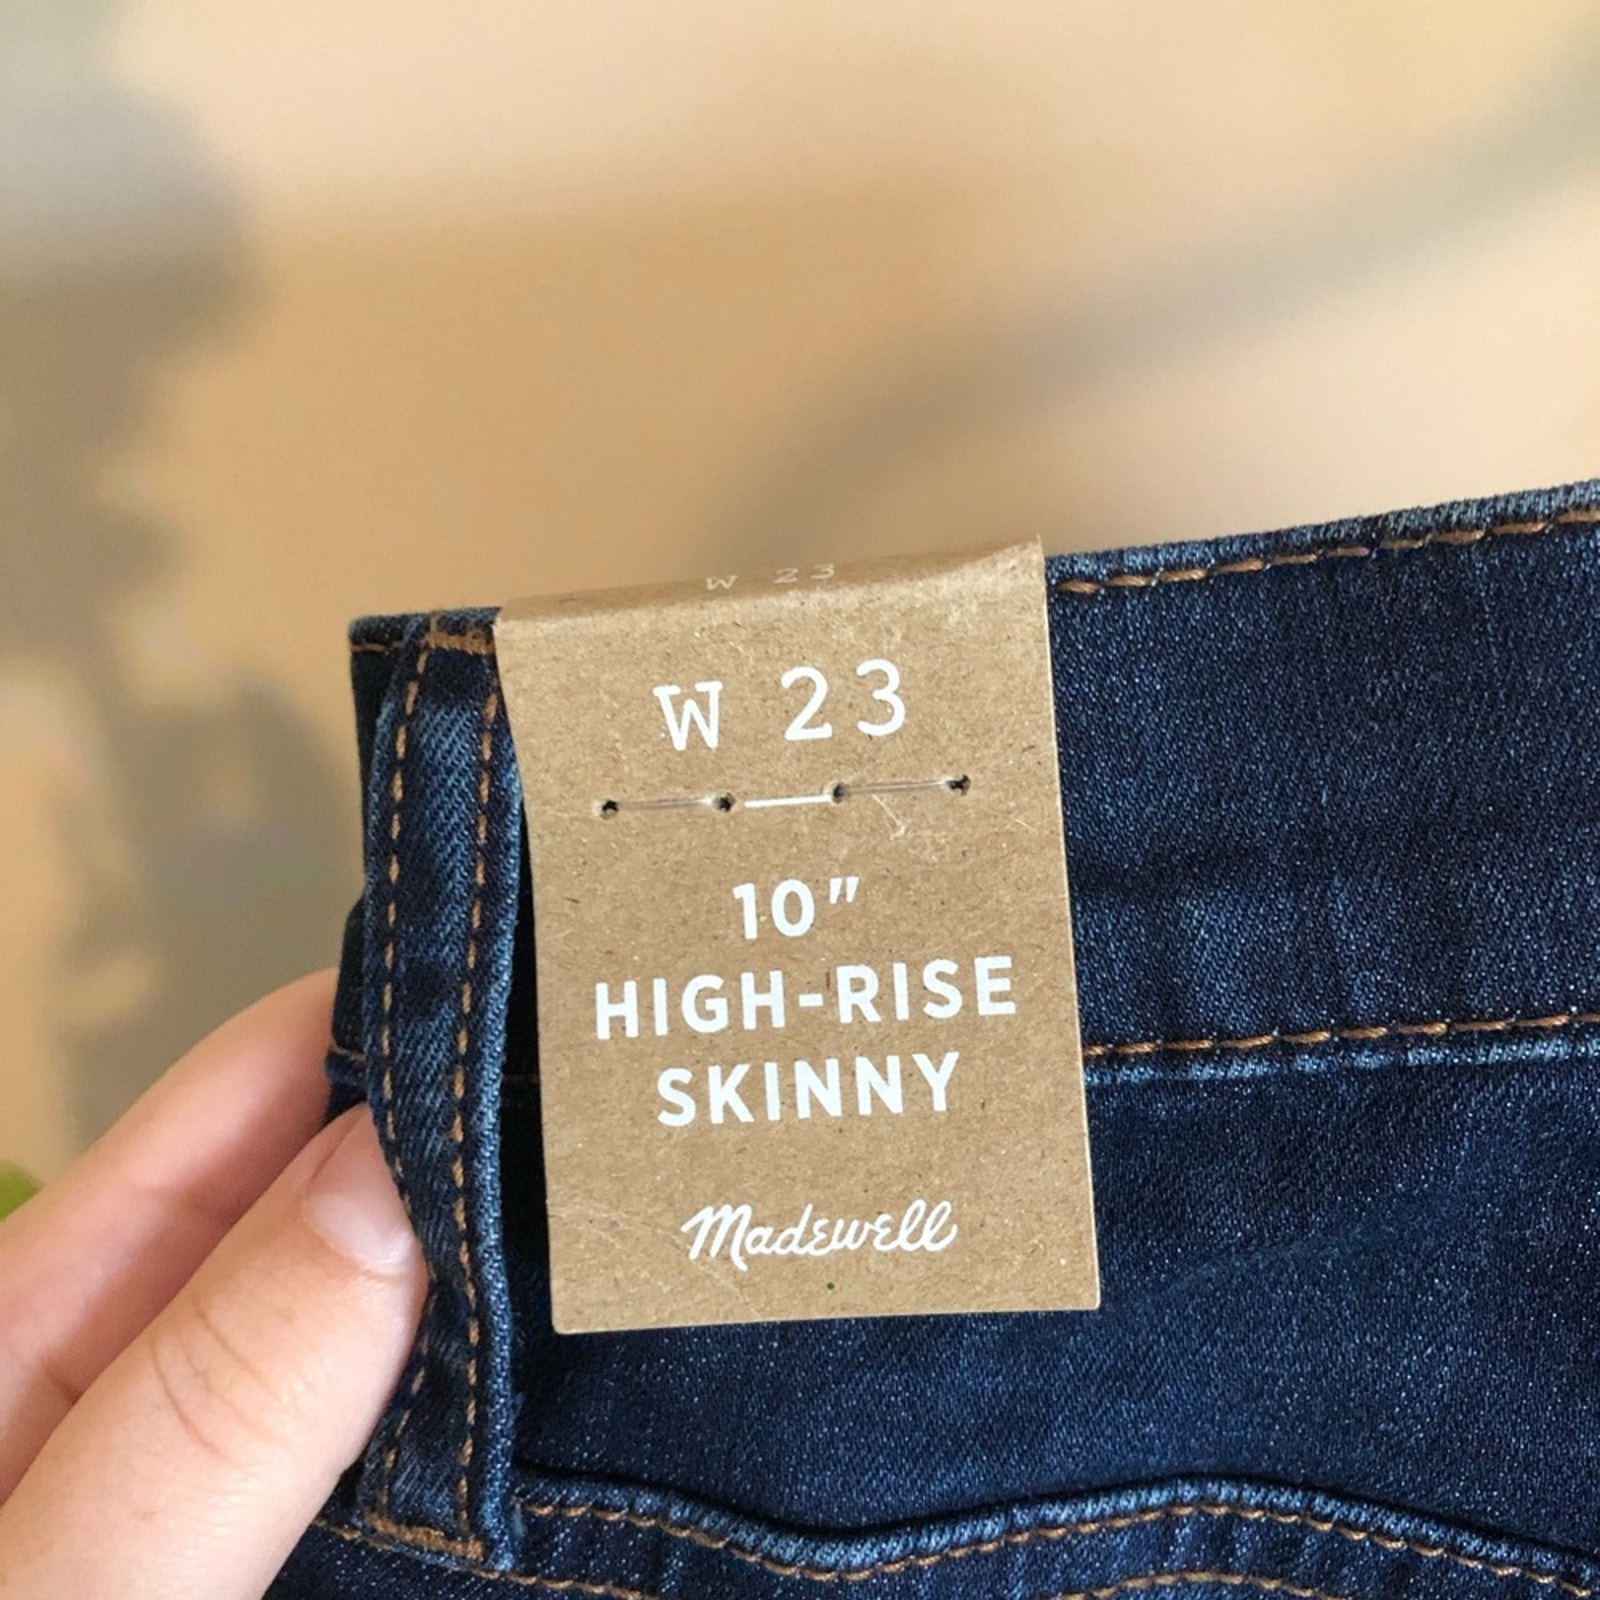 W 23
W 23
10"
HIGH-RISE
SKINNY
Madewell